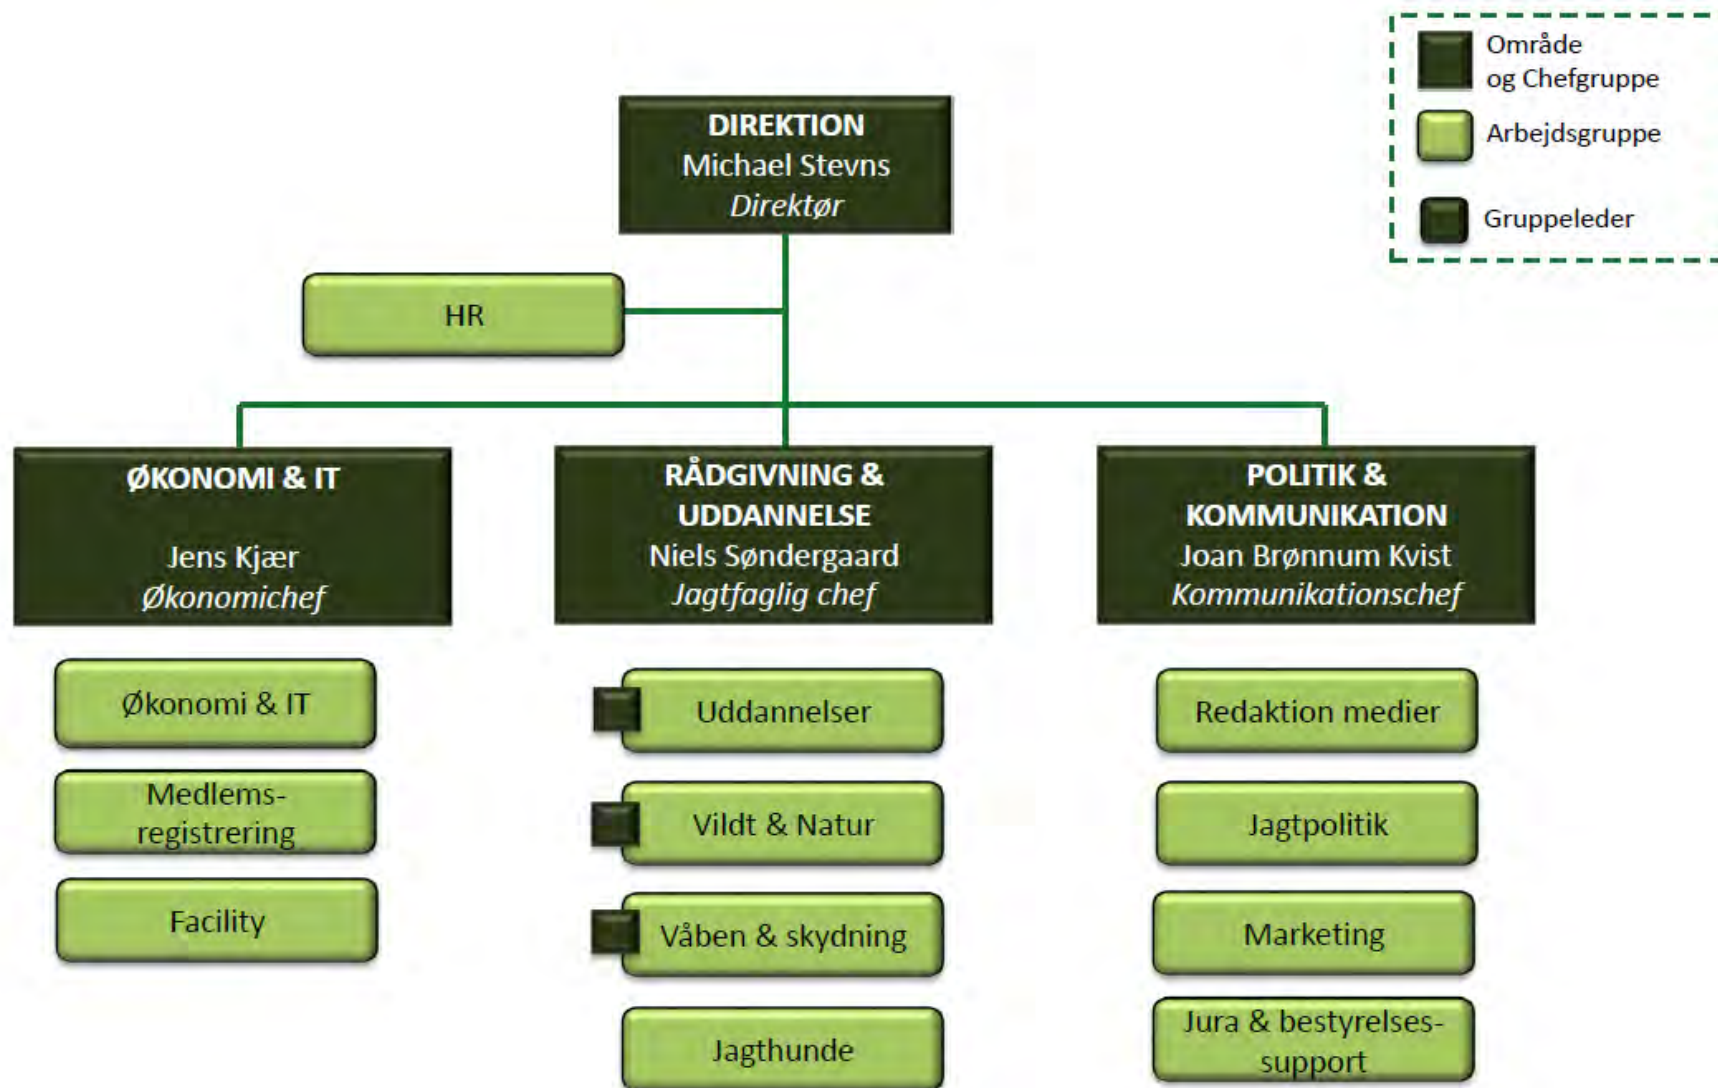 Område
og Chefgruppe
Arbejdsgruppe
Gruppeleder
DIREKTION
Michael Stevns
Direktør
HR
ØKONOMI & IT
Jens Kjær
Økonomichef
Økonomi & IT
Medlems-
registrering
Facility
RÅDGIVNING &
UDDANNELSE
Niels Søndergaard
Jagtfaglig chef
Uddannelser
Vildt & Natur
Våben & skydning
Jagthunde
POLITIK &
KOMMUNIKATION
Joan Brønnum Kvist
Kommunikationschef
Redaktion medier
Jagtpolitik
Marketing
Jura & bestyrelses-
support